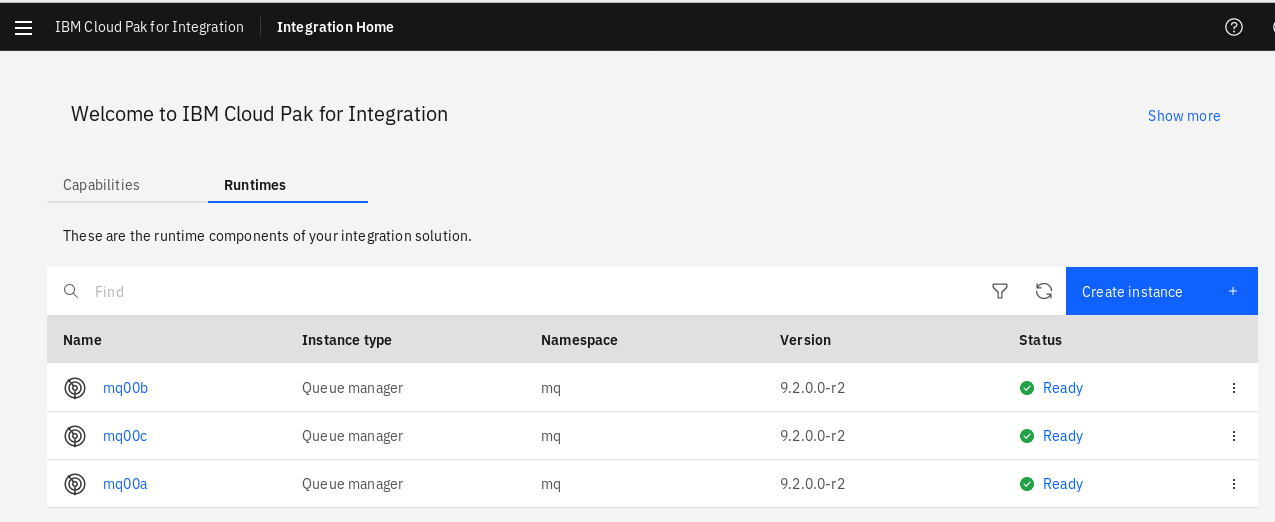 IBM Cloud Pak for Integration Integration Home
Welcome to IBM Cloud Pak for Integration Show more
Capabilities Runtimes
These are the runtime components of your integration solution.
Find Create instance +
Name Instance type Namespace Version Status
mq00b Queue manager mq 9.2.0.0-r2 Ready
mq00c Queue manager mq 9.2.0.0-r2 Ready
mq00a Queue manager mq 9.2.0.0-r2 Ready